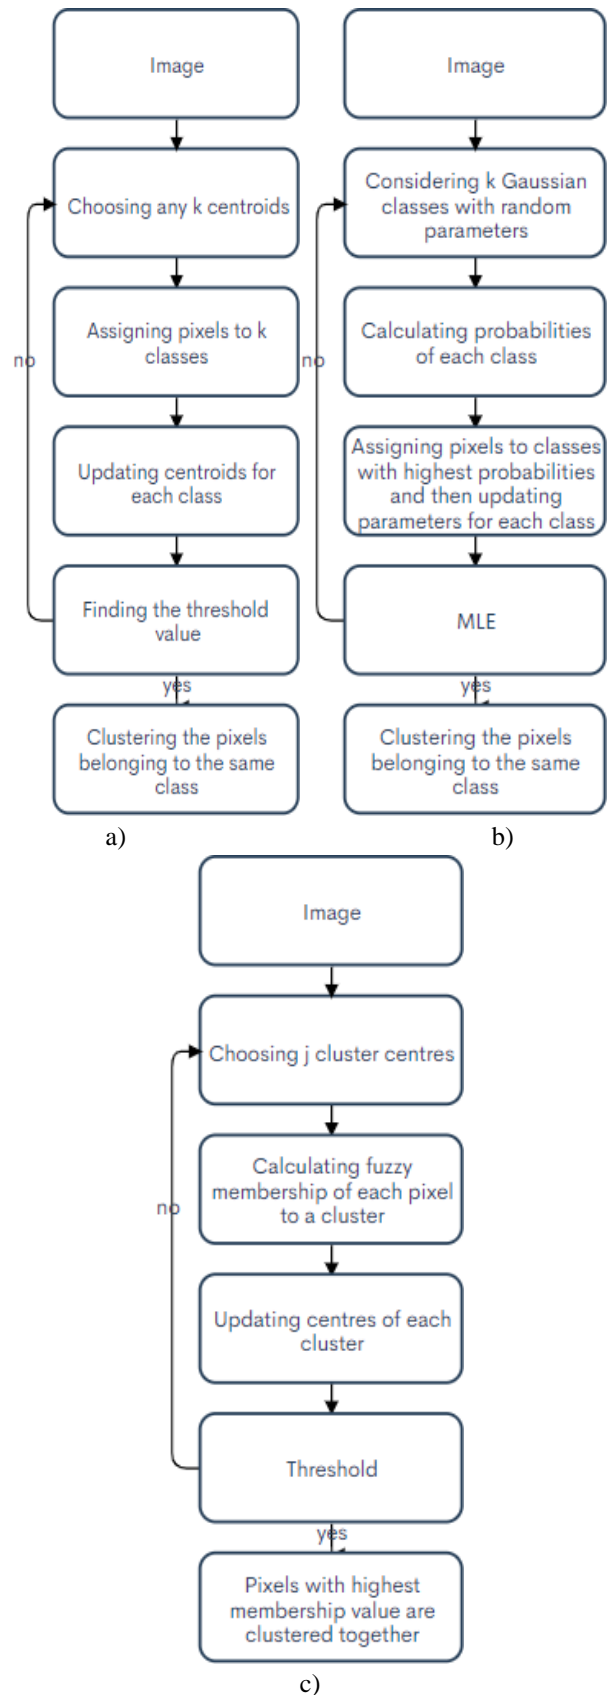 Image
Choosing any k centroids
Assigning pixels to k
classes
no
Updating centroids for
each class
Finding the threshold
value
yes
Clustering the pixels
belonging to the same
class
a)
Image
Considering k Gaussian
classes with random
parameters
Calculating probabilities
of each class
no
Assigning pixels to classes
with highest probabilities
and then updating
parameters for each class
MLE
yes
Clustering the pixels
belonging to the same
class
b)
Image
Choosing j cluster centres
Calculating fuzzy
membership of each pixel
to a cluster
no
Updating centres of each
cluster
Threshold
yes
Pixels with highest
membership value are
clustered together
c)